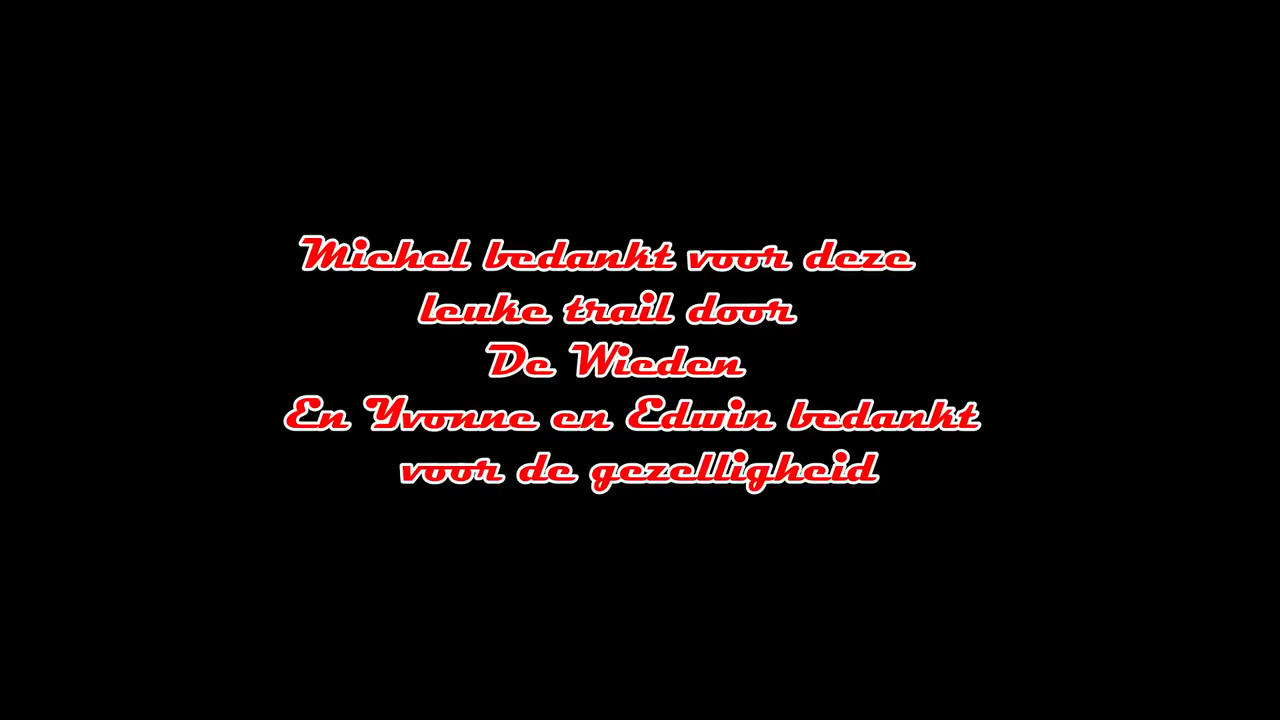 Michel bedankt voor deze
leuke trail door
De Wieden
En Yvonne en Edwin bedankt
voor de gezelligheid